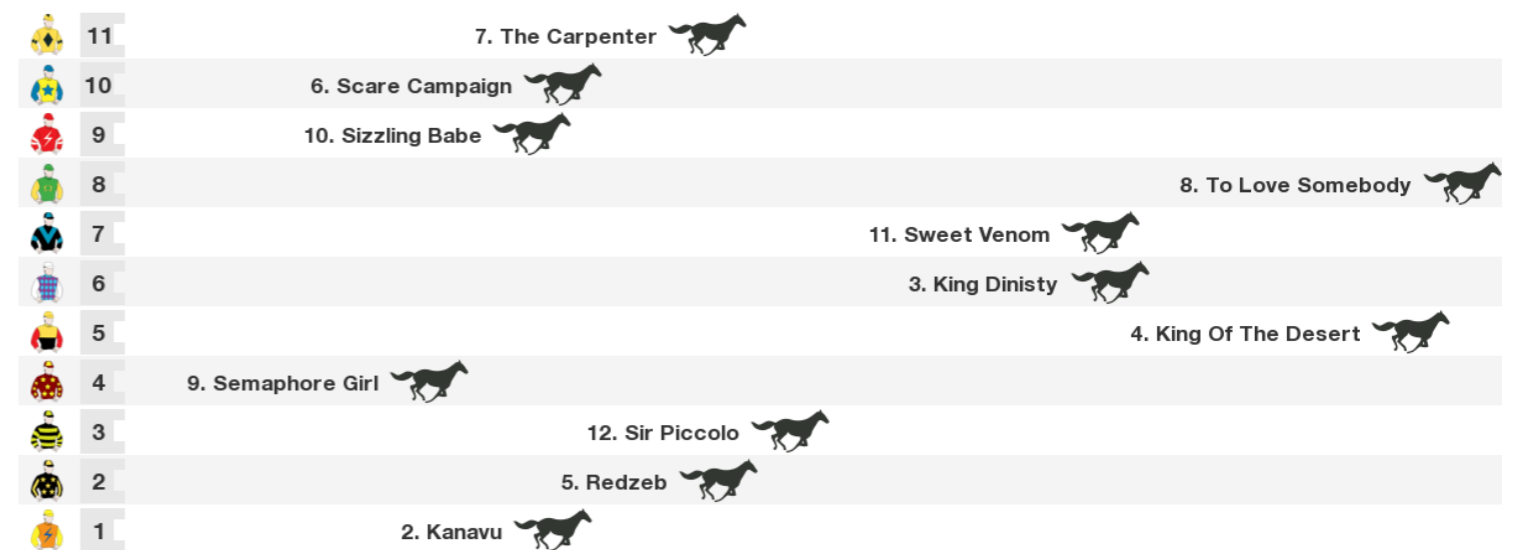 11 7. The Carpenter
10 6. Scare Campaign
9 10. Sizzling Babe
8 8. To Love Somebody
7 11. Sweet Venom
6 3. King Dinisty
5 4. King Of The Desert
4 9. Semaphore Girl
3 12. Sir Piccolo
2 5. Redzeb
1 2. Kanavu